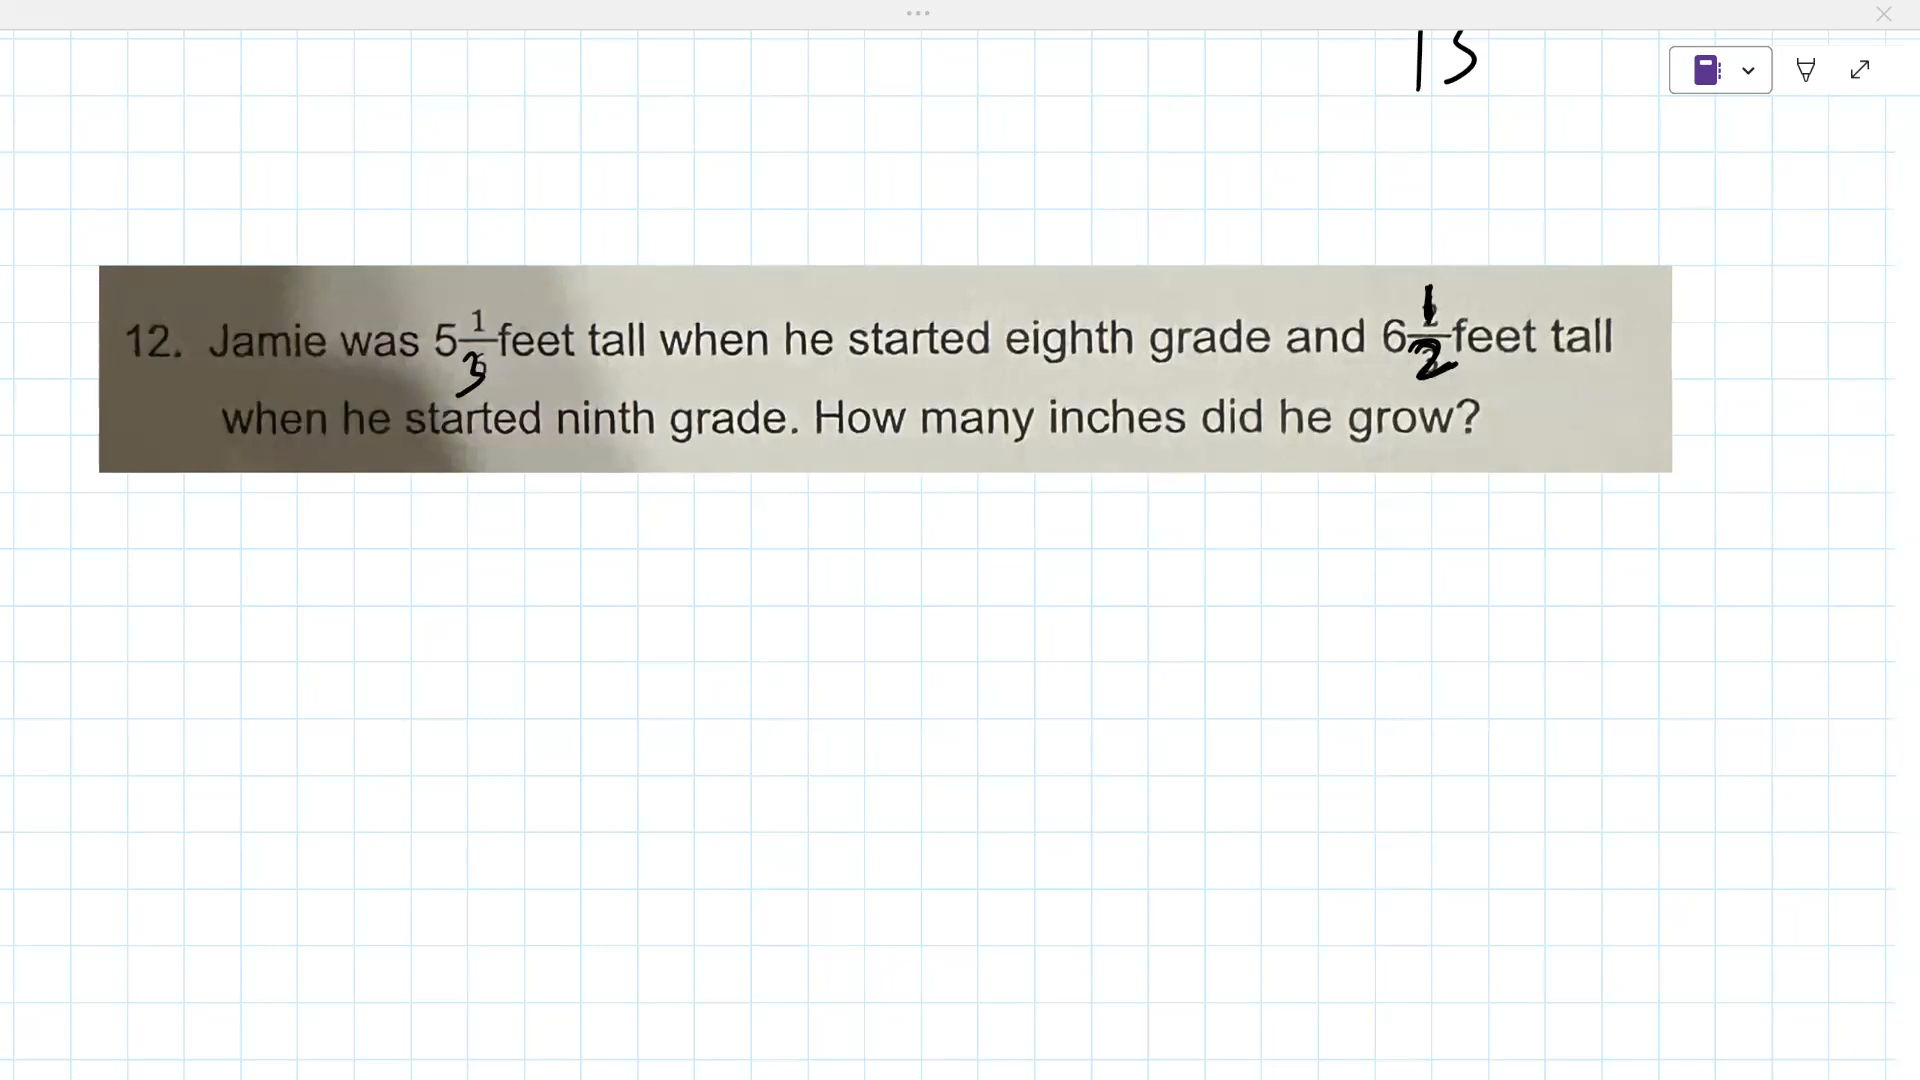 15
12. Jamie was 5 1/3 feet tall when he started eighth grade and 6 1/2 feet tall
when he started ninth grade. How many inches did he grow?